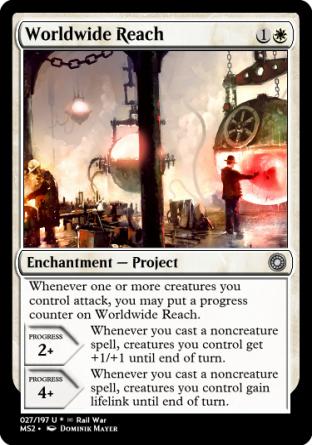 Worldwide Reach 1
Enchantment — Project
Whenever one or more creatures you
control attack, you may put a progress
counter on Worldwide Reach.
PROGRESS
2+
Whenever you cast a noncreature
spell, creatures you control get
+1/+1 until end of turn.
PROGRESS
4+
Whenever you cast a noncreature
spell, creatures you control gain
lifelink until end of turn.
027/197 U * ∞ Rail War
MS2 • DOMINIK MAYER